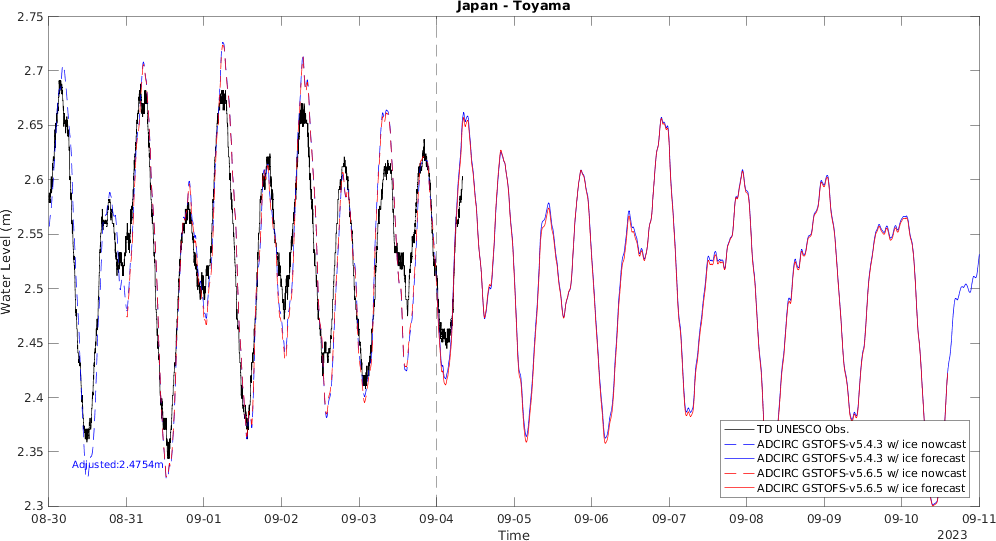 Japan - Toyama
Water Level (m)
2.75
2.7
2.65
2.6
2.55
2.5
2.45
2.4
2.35
2.3
Adjusted:2.4754m
TD UNESCO Obs.
ADCIRC GSTOFS-v5.4.3 w/ ice nowcast
ADCIRC GSTOFS-v5.4.3 w/ ice forecast
ADCIRC GSTOFS-v5.6.5 w/ ice nowcast
ADCIRC GSTOFS-v5.6.5 w/ ice forecast
08-30 08-31 09-01 09-02 09-03 09-04 09-05 09-06 09-07 09-08 09-09 09-10 09-11
Time
2023